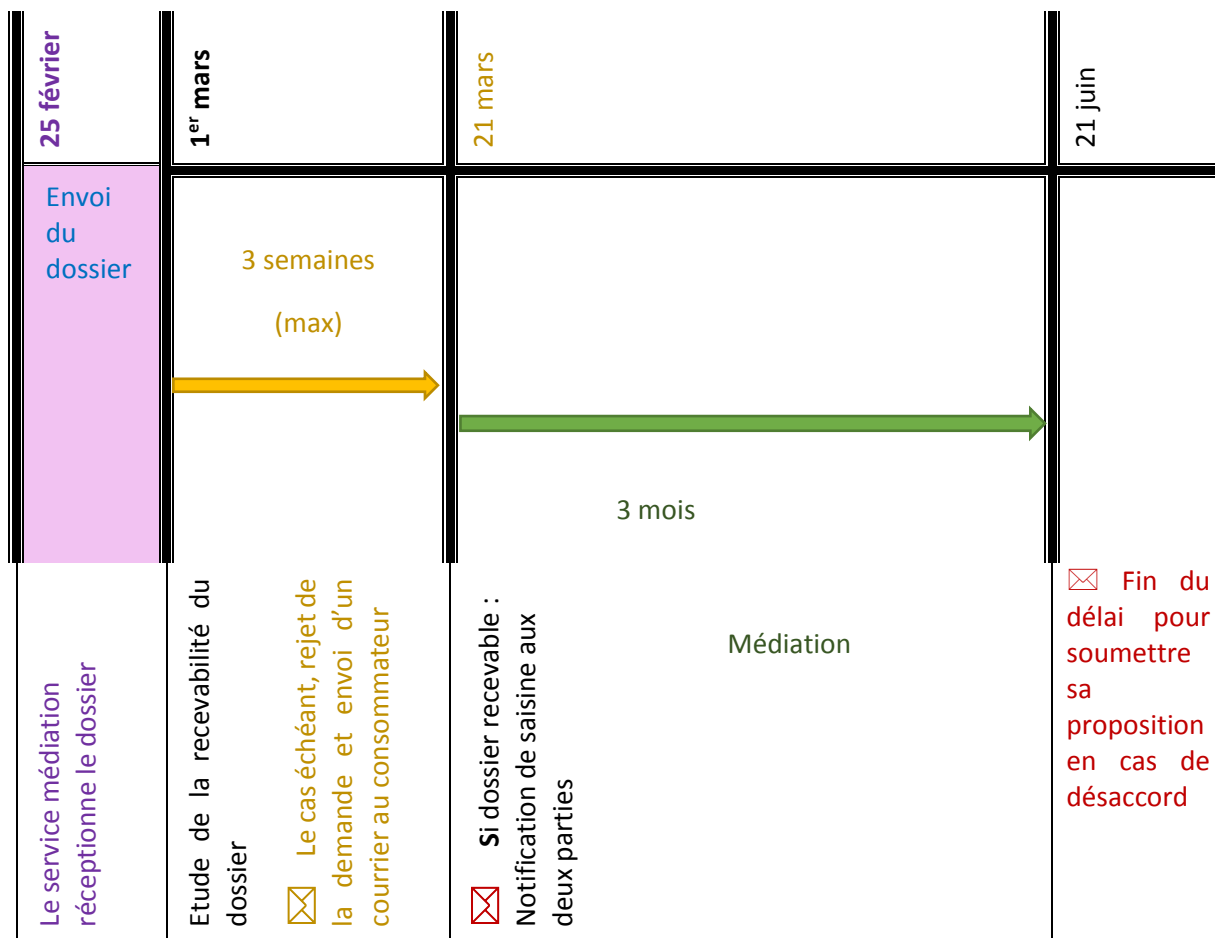 25 février
1er mars
21 mars
21 juin
Envoi
du
dossier
3 semaines
(max)
3 mois
Le service médiation
réceptionne le dossier
Etude de la recevabilité du
dossier
Le cas échéant, rejet de
la demande et envoi d’un
courrier au consommateur
Si dossier recevable :
Notification de saisine aux
deux parties
Médiation
Fin du
délai pour
soumettre
sa
proposition
en cas de
désaccord